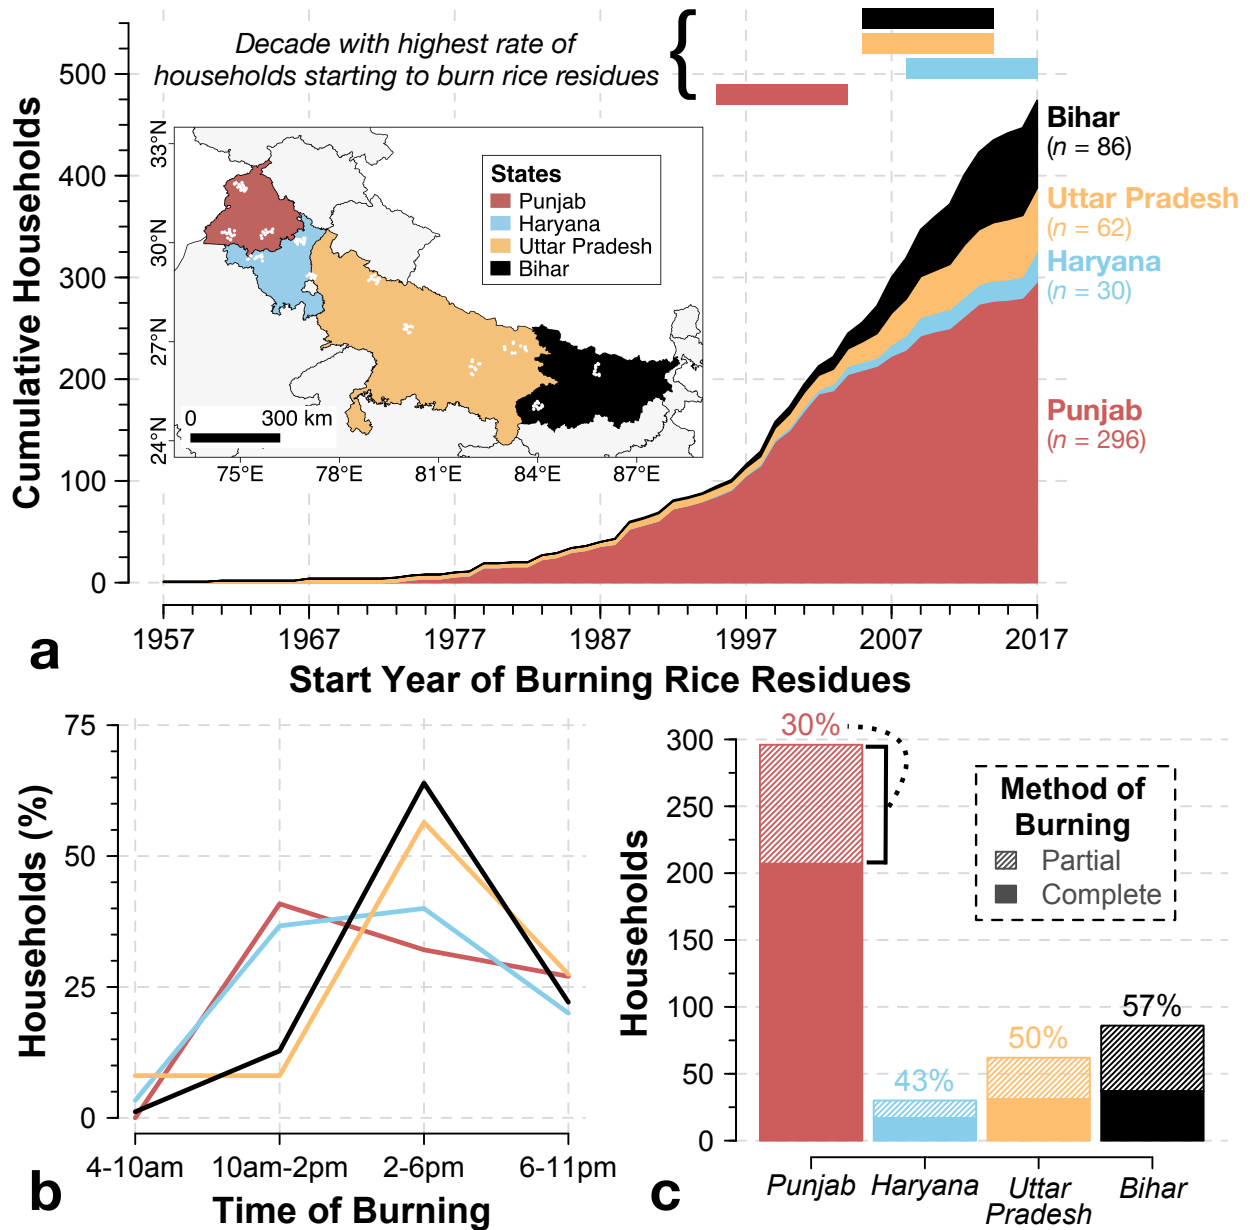 Decade with highest rate of
households starting to burn rice residues
{
Cumulative Households
500
400
300
200
100
0
33°N
30°N
27°N
24°N
States
Punjab
Haryana
Uttar Pradesh
Bihar
0 300 km
75°E 78°E 81°E 84°E 87°E
Bihar
(n = 86)
Uttar Pradesh
(n = 62)
Haryana
(n = 30)
Punjab
(n = 296)
1957 1967 1977 1987 1997 2007 2017
a
Start Year of Burning Rice Residues
Households (%)
75
50
25
0
4-10am 10am-2pm 2-6pm 6-11pm
b
Time of Burning
Households
300
250
200
150
100
50
0
30%
43%
50%
57%
Method of
Burning
Partial
Complete
c
Punjab Haryana Uttar Bihar
Pradesh